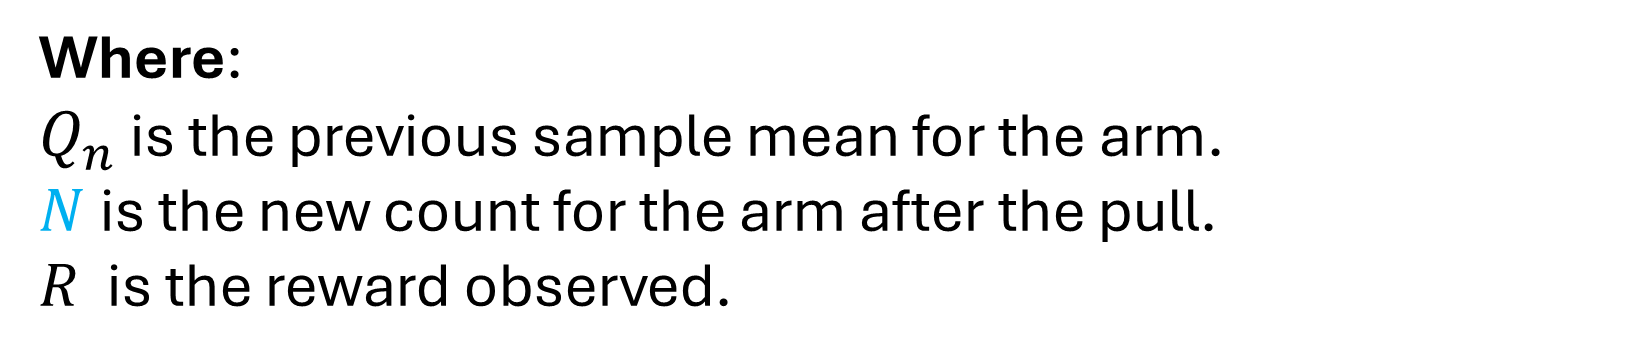 Where:
Qₙ is the previous sample mean for the arm.
N is the new count for the arm after the pull.
R is the reward observed.